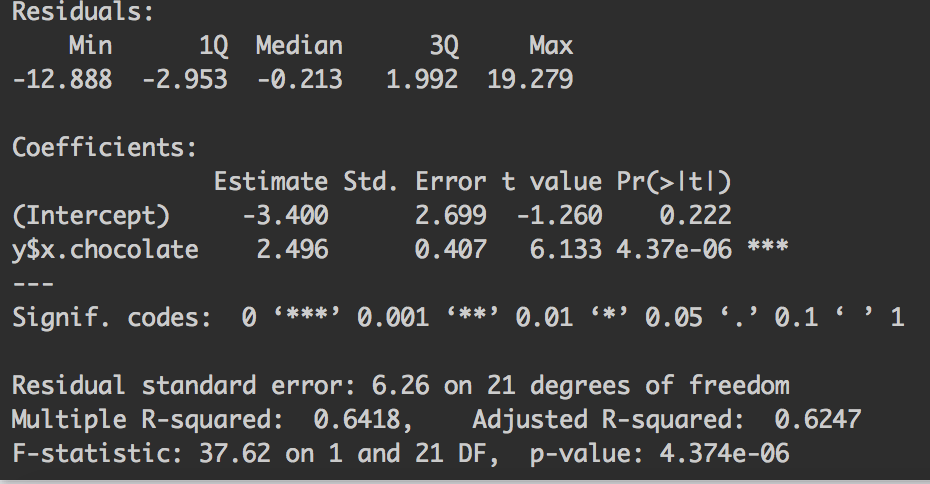 Residuals:
    Min      1Q  Median      3Q     Max
-12.888  -2.953  -0.213   1.992  19.279
Coefficients:
              Estimate Std. Error t value Pr(>|t|)
(Intercept)     -3.400      2.699  -1.260    0.222
y$x.chocolate    2.496      0.407   6.133 4.37e-06 ***
---
Signif. codes:  0 ‘***’ 0.001 ‘**’ 0.01 ‘*’ 0.05 ‘.’ 0.1 ‘ ’ 1
Residual standard error: 6.26 on 21 degrees of freedom
Multiple R-squared:  0.6418,    Adjusted R-squared:  0.6247
F-statistic: 37.62 on 1 and 21 DF,  p-value: 4.374e-06